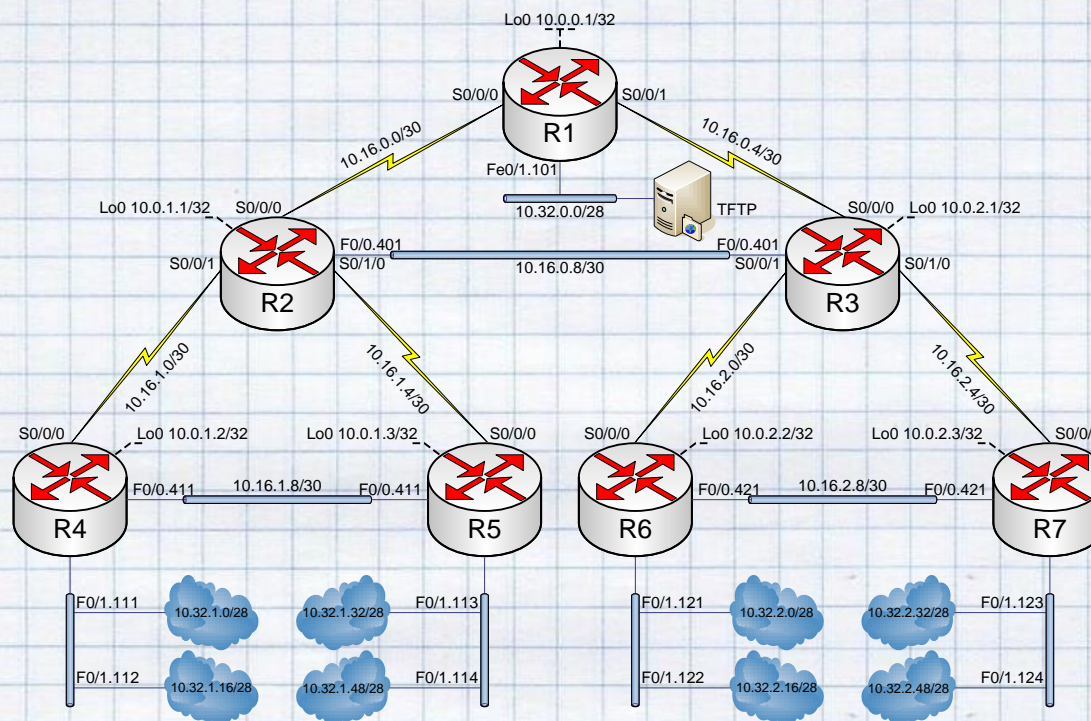 Lo0 10.0.0.1/32
S0/0/0
S0/0/1
R1
10.16.0.0/30
10.16.0.4/30
Fe0/1.101
TFTP
10.32.0.0/28
Lo0 10.0.1.1/32
S0/0/0
S0/0/0
Lo0 10.0.2.1/32
F0/0.401
F0/0.401
S0/0/1
S0/1/0
10.16.0.8/30
S0/0/1
S0/1/0
R2
R3
10.16.1.0/30
10.16.1.4/30
10.16.2.0/30
10.16.2.4/30
S0/0/0
Lo0 10.0.1.2/32
Lo0 10.0.1.3/32
S0/0/0
S0/0/0
Lo0 10.0.2.2/32
Lo0 10.0.2.3/32
S0/0/
F0/0.411
10.16.1.8/30
F0/0.411
F0/0.421
10.16.2.8/30
F0/0.421
R4
R5
R6
R7
F0/1.111
10.32.1.0/28
10.32.1.32/28
F0/1.113
F0/1.121
10.32.2.0/28
10.32.2.32/28
F0/1.123
F0/1.112
10.32.1.16/28
10.32.1.48/28
F0/1.114
F0/1.122
10.32.2.16/28
10.32.2.48/28
F0/1.124